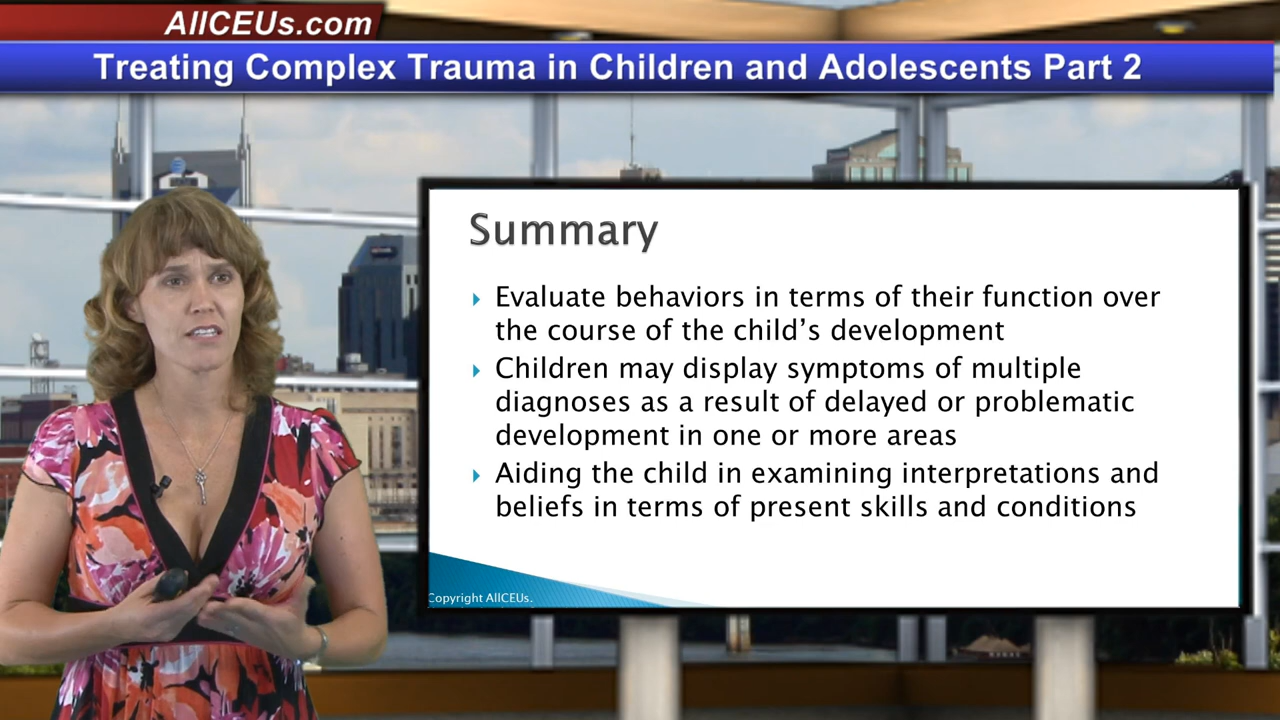 AllCEUs.com
Treating Complex Trauma in Children and Adolescents Part 2
Summary
Evaluate behaviors in terms of their function over
the course of the child's development
Children may display symptoms of multiple
diagnoses as a result of delayed or problematic
development in one or more areas
Aiding the child in examining interpretations and
beliefs in terms of present skills and conditions
Copyright AllCEUs.